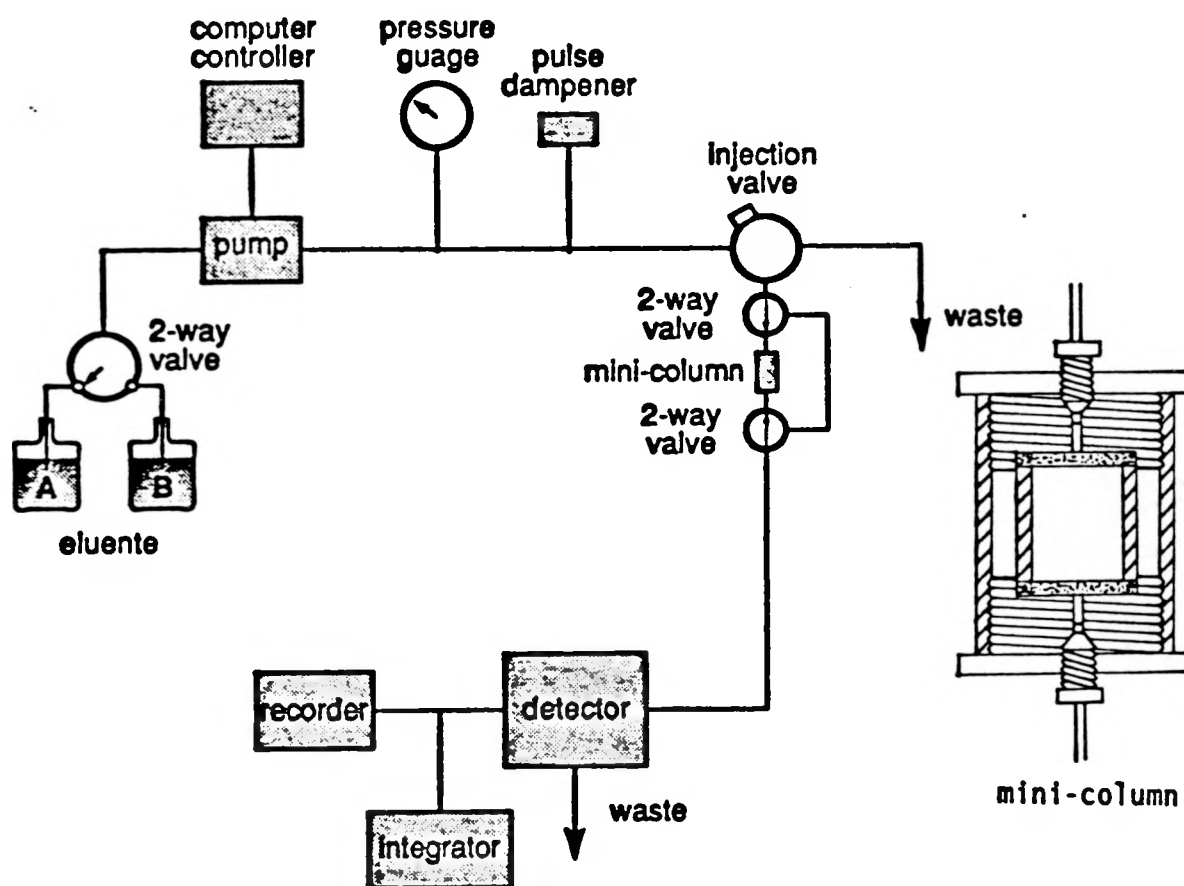 computer
controller
pressure
guage
pulse
dampener
injection
valve
pump
2-way
valve
2-way
valve
waste
mini-column
2-way
valve
A
B
eluente
recorder
detector
waste
integrator
mini-column